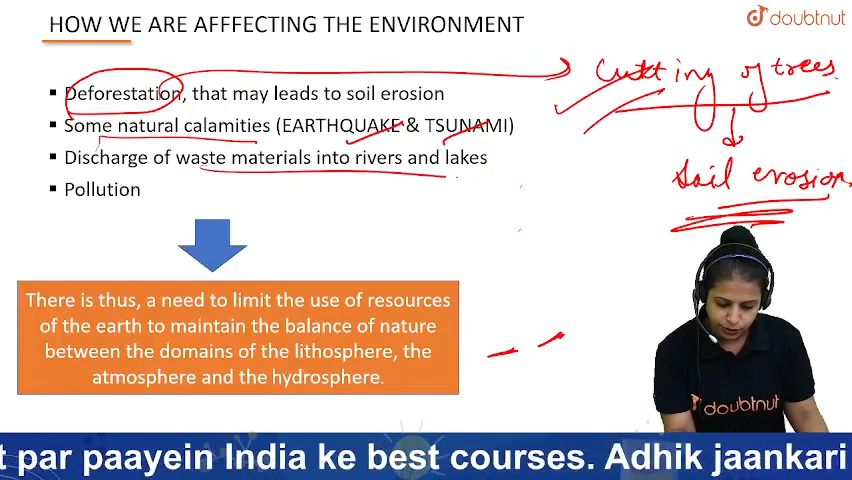 HOW WE ARE AFFFECTING THE ENVIRONMENT
doubtnut
Deforestation, that may leads to soil erosion
Some natural calamities (EARTHQUAKE & TSUNAMI)
Discharge of waste materials into rivers and lakes
Pollution
Cutting of trees
Soil erosion
There is thus, a need to limit the use of resources
of the earth to maintain the balance of nature
between the domains of the lithosphere, the
atmosphere and the hydrosphere.
doubtnut
t par paayein India ke best courses. Adhik jaankari